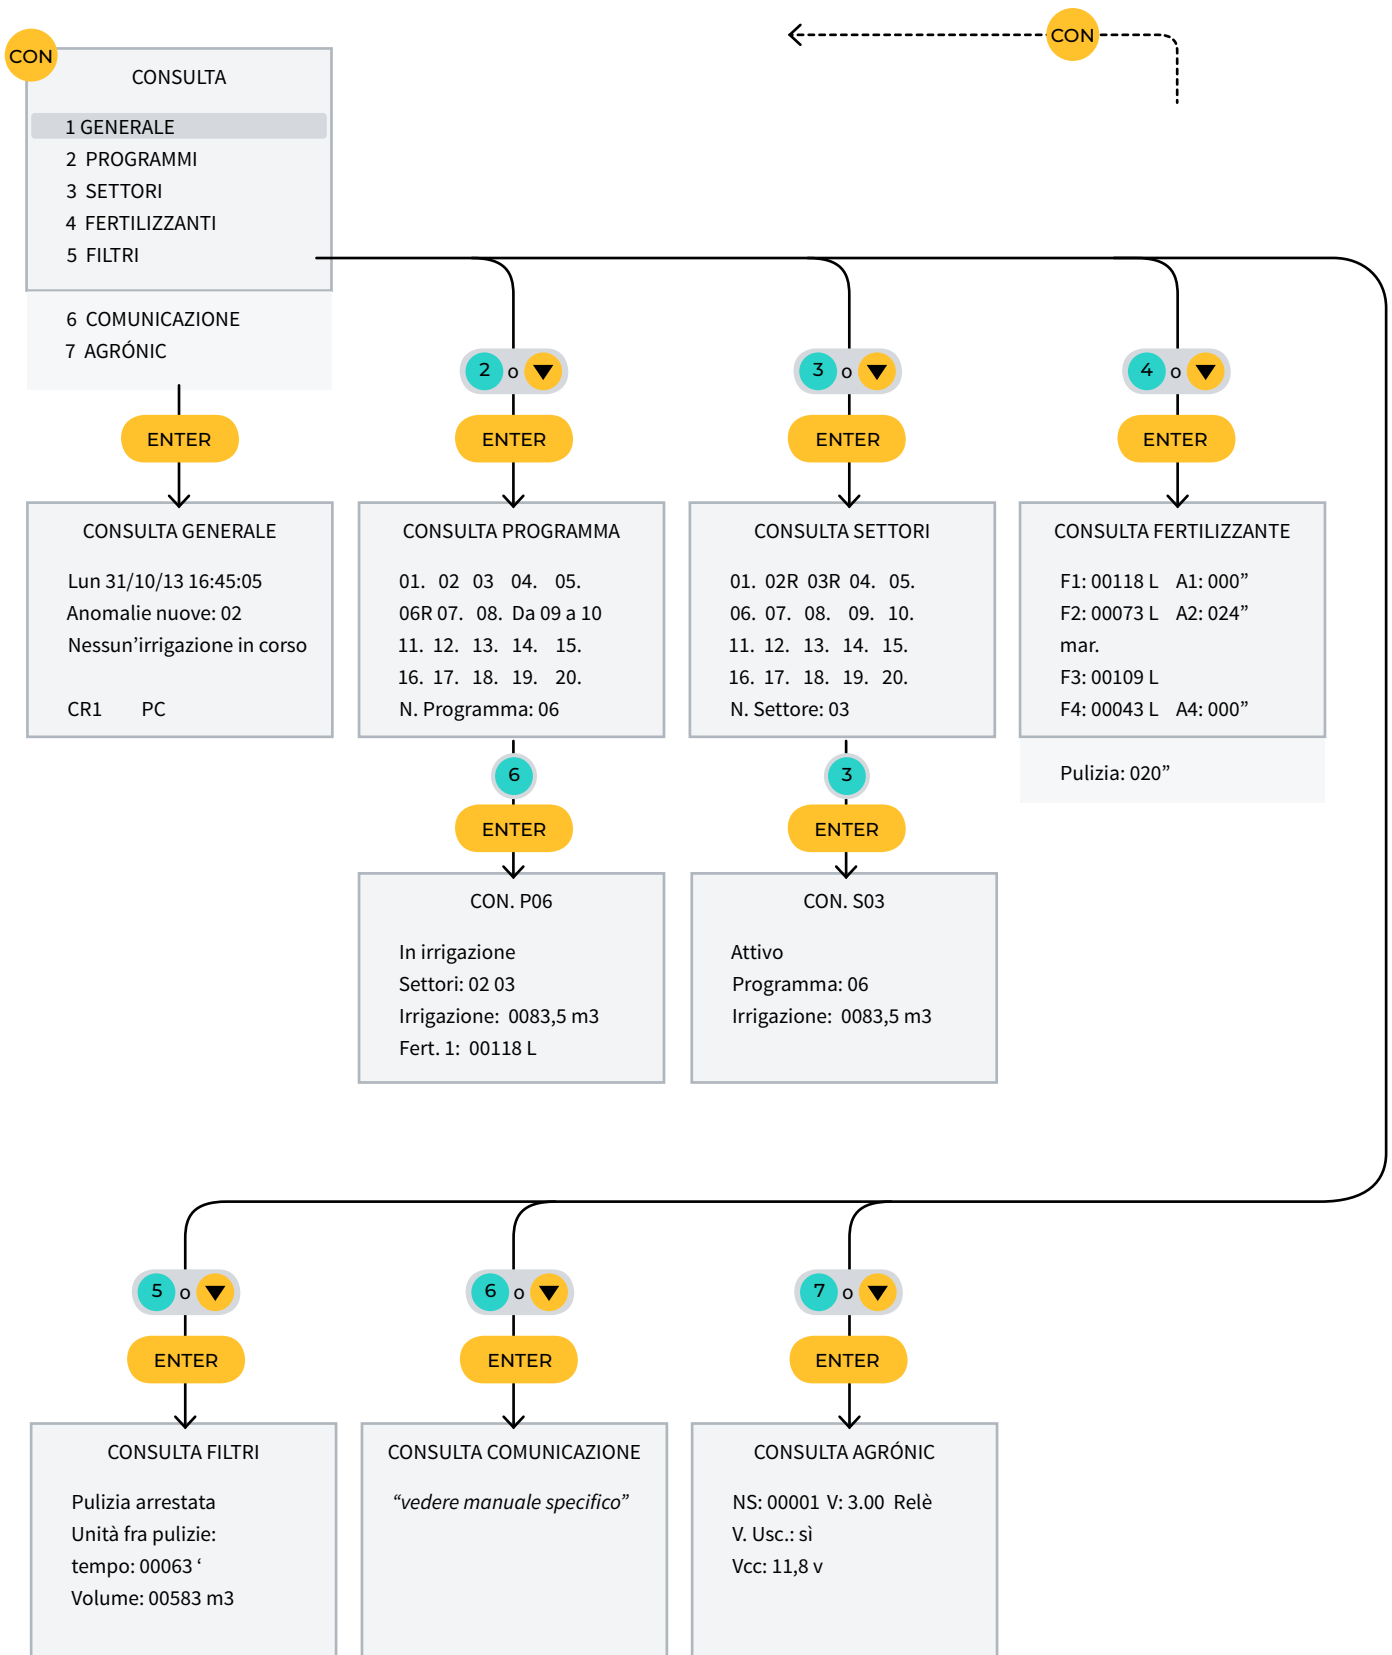 CON
CON
CONSULTA
1 GENERALE
2 PROGRAMMI
3 SETTORI
4 FERTILIZZANTI
5 FILTRI
6 COMUNICAZIONE
7 AGRÓNIC
2 o
3 o
4 o
ENTER
ENTER
ENTER
ENTER
CONSULTA GENERALE
Lun 31/10/13 16:45:05
Anomalie nuove: 02
Nessun’irrigazione in corso
CR1 PC
CONSULTA PROGRAMMA
01. 02 03 04. 05.
06R 07. 08. Da 09 a 10
11. 12. 13. 14. 15.
16. 17. 18. 19. 20.
N. Programma: 06
CONSULTA SETTORI
01. 02R 03R 04. 05.
06. 07. 08. 09. 10.
11. 12. 13. 14. 15.
16. 17. 18. 19. 20.
N. Settore: 03
CONSULTA FERTILIZZANTE
F1: 00118 L A1: 000”
F2: 00073 L A2: 024”
mar.
F3: 00109 L
F4: 00043 L A4: 000”
Pulizia: 020”
6
ENTER
3
ENTER
CON. P06
In irrigazione
Settori: 02 03
Irrigazione: 0083,5 m3
Fert. 1: 00118 L
CON. S03
Attivo
Programma: 06
Irrigazione: 0083,5 m3
5 o
6 o
7 o
ENTER
ENTER
ENTER
CONSULTA FILTRI
Pulizia arrestata
Unità fra pulizie:
tempo: 00063 ‘
Volume: 00583 m3
CONSULTA COMUNICAZIONE
“vedere manuale specifico”
CONSULTA AGRÓNIC
NS: 00001 V: 3.00 Relè
V. Usc.: sì
Vcc: 11,8 v